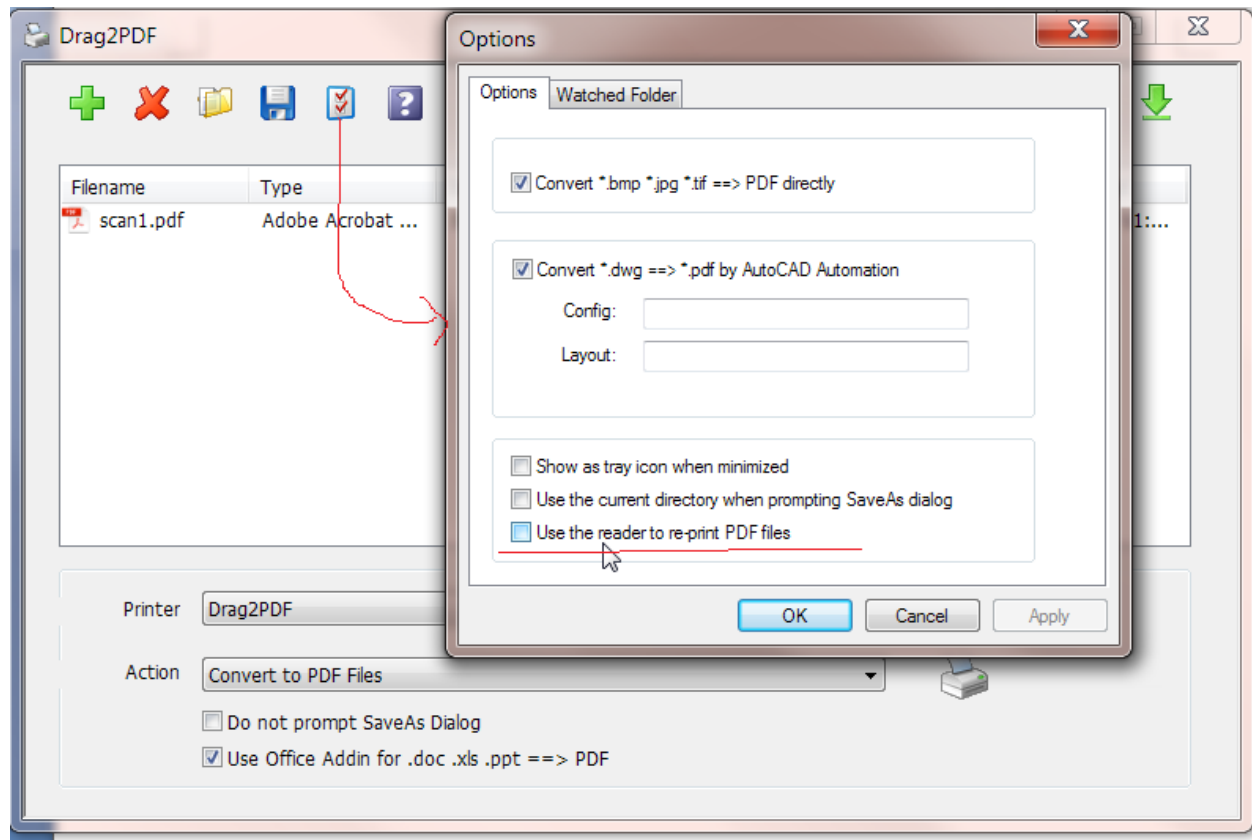 Drag2PDF
Options
Options
Watched Folder
Convert *.bmp *.jpg *.tif ==> PDF directly
Convert *.dwg ==> *.pdf by AutoCAD Automation
Config:
Layout:
Show as tray icon when minimized
Use the current directory when prompting SaveAs dialog
Use the reader to re-print PDF files
OK
Cancel
Apply
Filename
Type
scan1.pdf
Adobe Acrobat ...
1:...
Printer
Drag2PDF
Action
Convert to PDF Files
Do not prompt SaveAs Dialog
Use Office Addin for .doc .xls .ppt ==> PDF